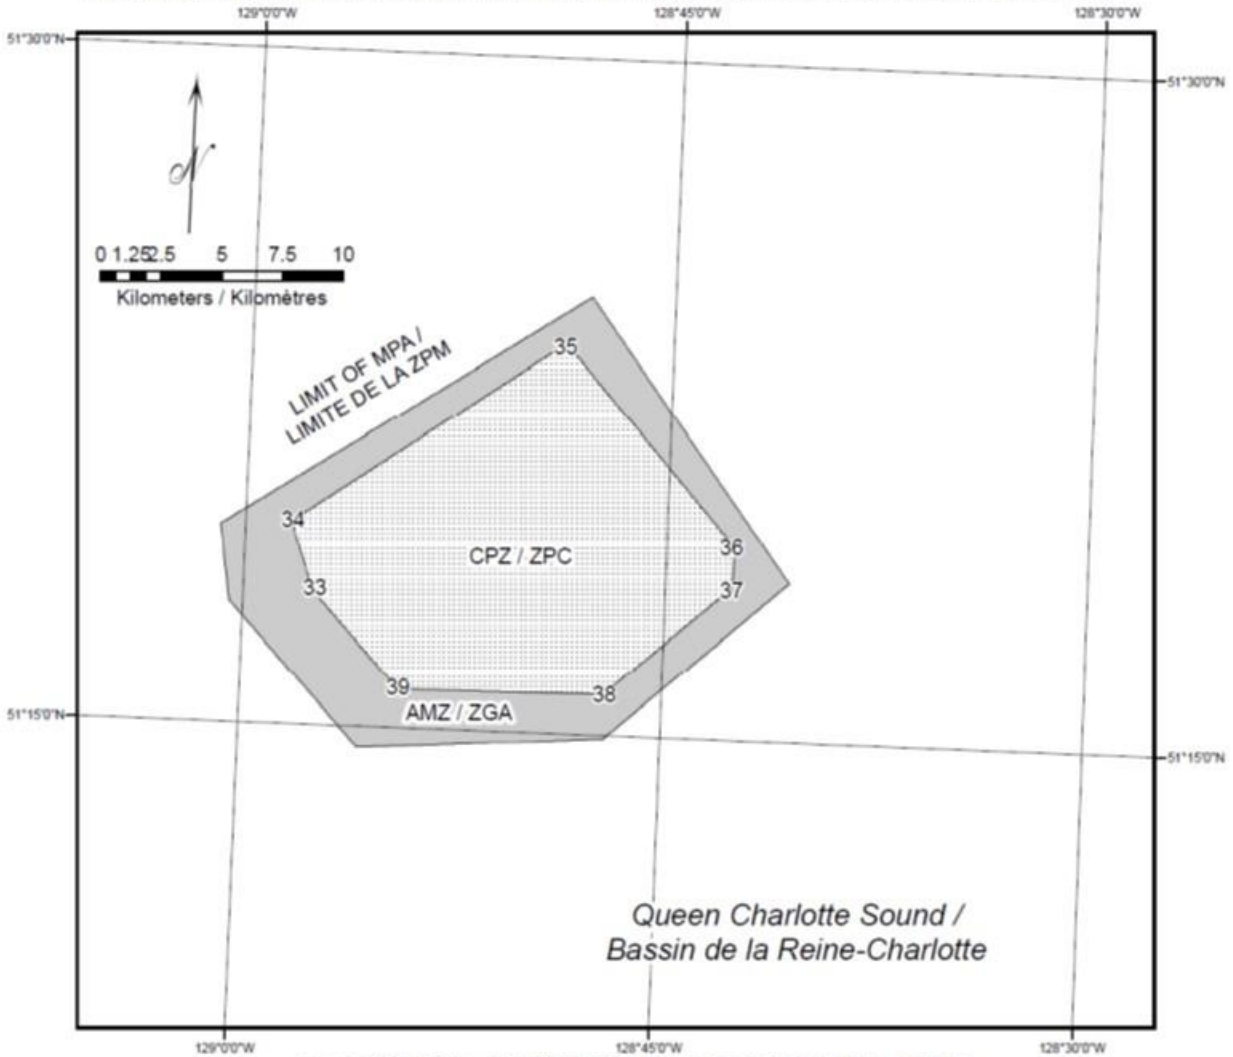 129°0'0"W 128°45'0"W 128°30'0"W
51°30'0"N
51°30'0"N
N
0 1.25 2.5 5 7.5 10
Kilometers / Kilomètres
LIMIT OF MPA /
LIMITE DE LA ZPM
35
34
36
CPZ / ZPC
33
37
39
38
AMZ / ZGA
51°15'0"N
51°15'0"N
Queen Charlotte Sound /
Bassin de la Reine-Charlotte
129°0'0"W 128°45'0"W 128°30'0"W